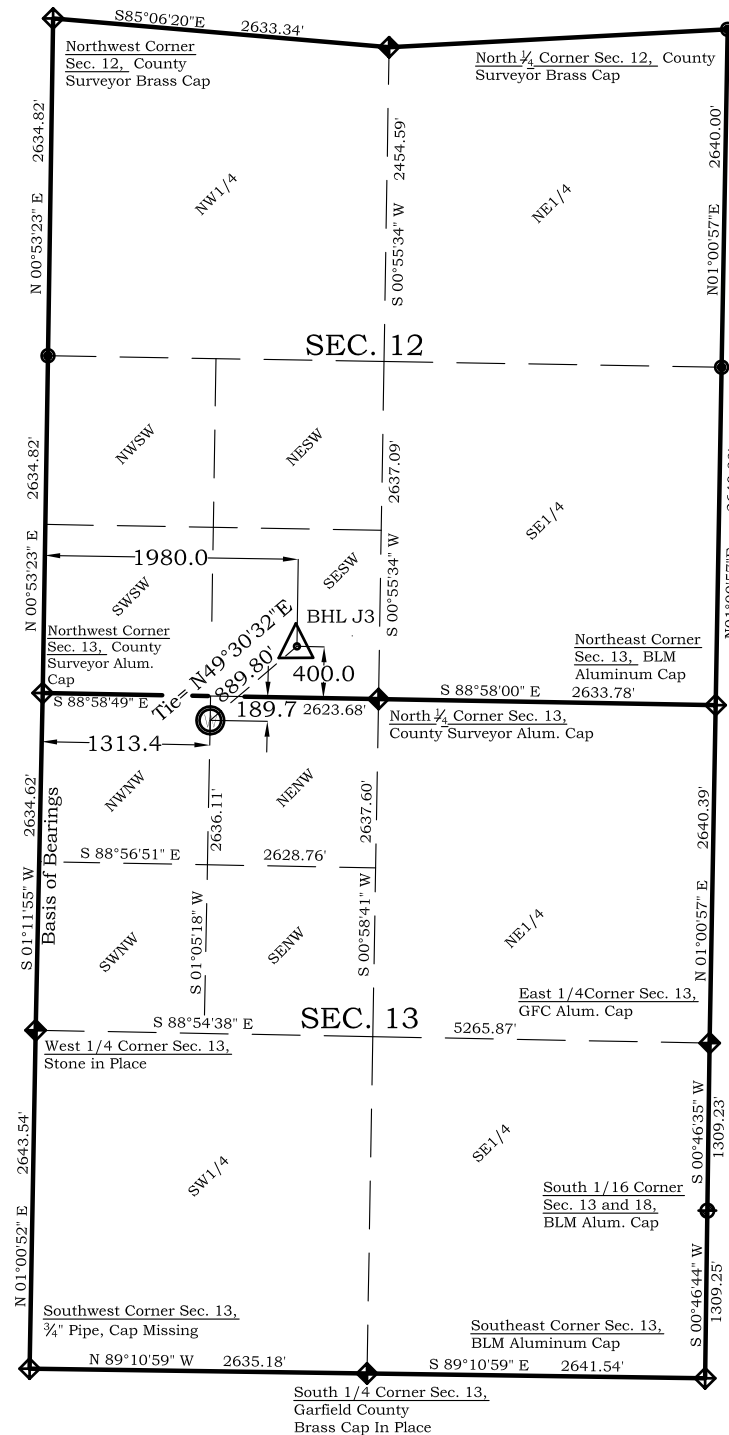 S85°06'20"E 2633.34'
Northwest Corner
Sec. 12, County
Surveyor Brass Cap
North 1/4 Corner Sec. 12, County
Surveyor Brass Cap
2634.82'
N 00°53'23" E
NW1/4
2454.59'
S 00°55'34" W
NE1/4
2640.00'
N01°00'57"E
SEC. 12
2634.82'
N 00°53'23" E
NWSW
NESW
2637.09'
S 00°55'34" W
SE1/4
1980.0
SWSW
SESW
BHL J3
Tie= N49°30'32"E
889.80'
400.0
Northwest Corner
Sec. 13, County
Surveyor Alum.
Cap
Northeast Corner
Sec. 13, BLM
Aluminum Cap
S 88°58'49" E
2623.68'
S 88°58'00" E
2633.78'
189.7
North 1/4 Corner Sec. 13,
County Surveyor Alum. Cap
1313.4
2634.62'
S 01°11'55" W
Basis of Bearings
NWNW
NENW
2636.11'
S 01°05'18" W
2637.60'
S 00°58'41" W
2640.39'
N 01°00'57" E
S 88°56'51" E 2628.76'
SWNW
SENW
NE1/4
East 1/4Corner Sec. 13,
GFC Alum. Cap
S 88°54'38" E
SEC. 13
5265.87'
West 1/4 Corner Sec. 13,
Stone in Place
2643.54'
N 01°00'52" E
SW1/4
SE1/4
S 00°46'35" W
1309.23'
South 1/16 Corner
Sec. 13 and 18,
BLM Alum. Cap
S 00°46'44" W
1309.25'
Southwest Corner Sec. 13,
3/4" Pipe, Cap Missing
Southeast Corner Sec. 13,
BLM Aluminum Cap
N 89°10'59" W 2635.18'
S 89°10'59" E 2641.54'
South 1/4 Corner Sec. 13,
Garfield County
Brass Cap In Place